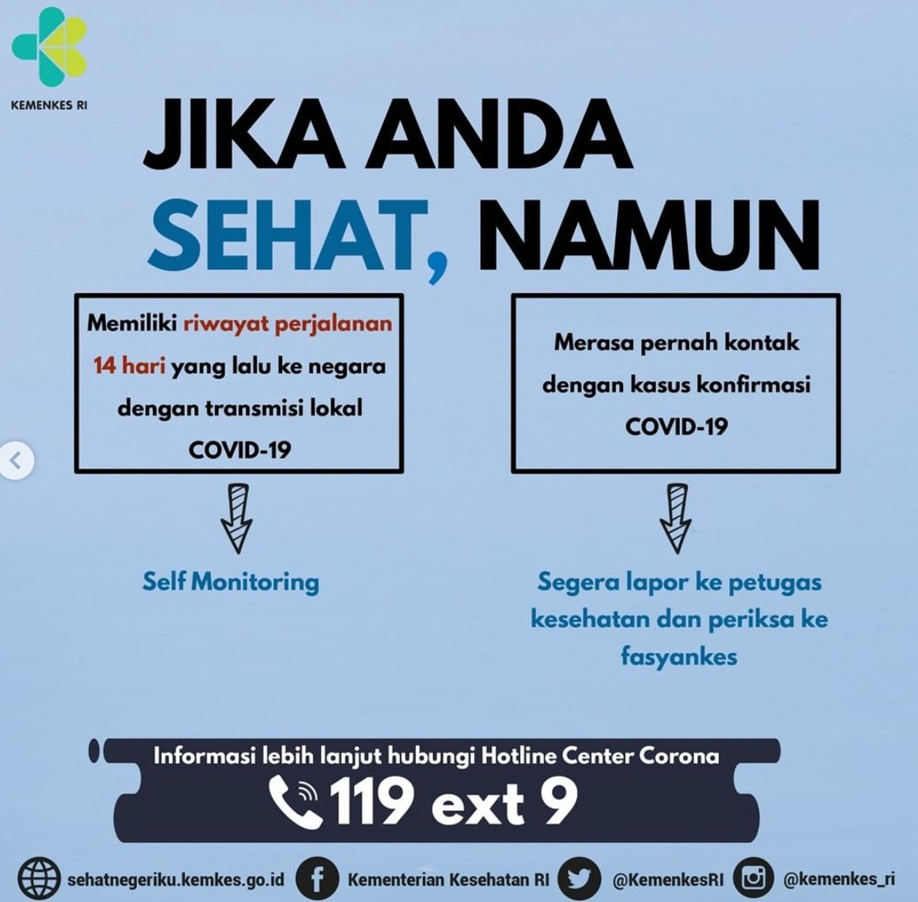 KEMENKES RI
JIKA ANDA
SEHAT, NAMUN
Memiliki riwayat perjalanan
14 hari yang lalu ke negara
dengan transmisi lokal
COVID-19
Self Monitoring
Merasa pernah kontak
dengan kasus konfirmasi
COVID-19
Segera lapor ke petugas
kesehatan dan periksa ke
fasyankes
Informasi lebih lanjut hubungi Hotline Center Corona
119 ext 9
sehatnegeriku.kemkes.go.id
Kementerian Kesehatan RI
@KemenkesRI
@kemenkes_ri